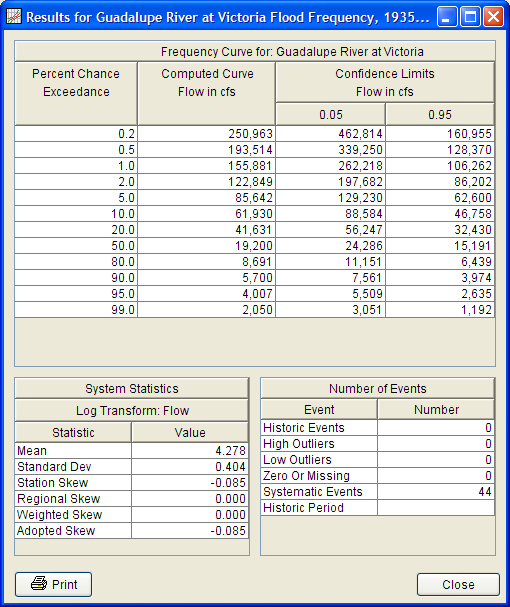 Results for Guadalupe River at Victoria Flood Frequency, 1935...
Frequency Curve for: Guadalupe River at Victoria
Percent Chance Exceedance Computed Curve Flow in cfs Confidence Limits Flow in cfs
0.05 0.95
0.2 250,963 462,814 160,955
0.5 193,514 339,250 128,370
1.0 155,881 262,218 106,262
2.0 122,849 197,682 86,202
5.0 85,642 129,230 62,600
10.0 61,930 88,584 46,758
20.0 41,631 56,247 32,430
50.0 19,200 24,286 15,191
80.0 8,691 11,151 6,439
90.0 5,700 7,561 3,974
95.0 4,007 5,509 2,635
99.0 2,050 3,051 1,192
System Statistics
Log Transform: Flow
Statistic Value
Mean 4.278
Standard Dev 0.404
Station Skew -0.085
Regional Skew 0.000
Weighted Skew 0.000
Adopted Skew -0.085
Number of Events
Event Number
Historic Events 0
High Outliers 0
Low Outliers 0
Zero Or Missing 0
Systematic Events 44
Historic Period
Print
Close